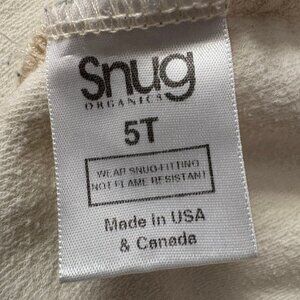 Snug
ORGANICS
5T
WEAR SNUG-FITTING
NOT FLAME RESISTANT
Made In USA
& Canada